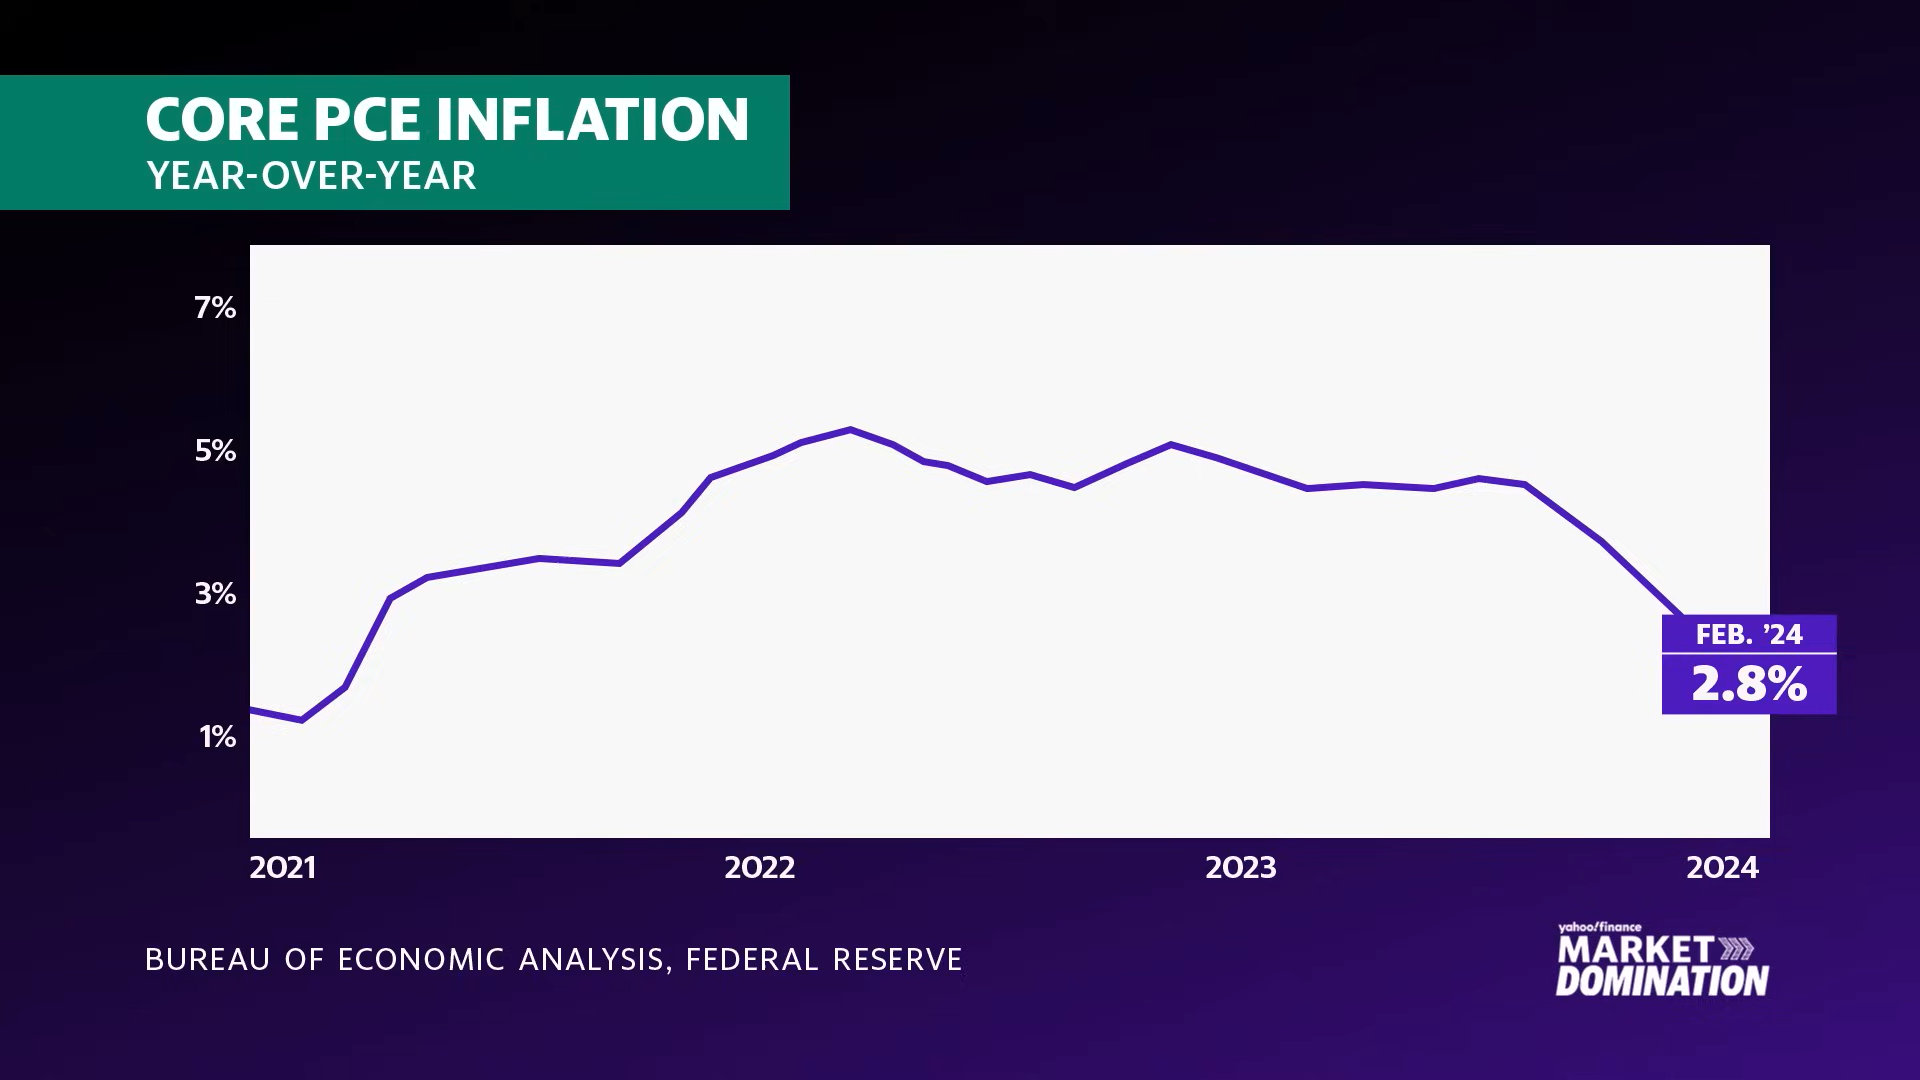 CORE PCE INFLATION
YEAR-OVER-YEAR
7%
5%
3%
1%
FEB. ’24
2.8%
2021 2022 2023 2024
BUREAU OF ECONOMIC ANALYSIS, FEDERAL RESERVE
yahoo!finance
MARKET
DOMINATION